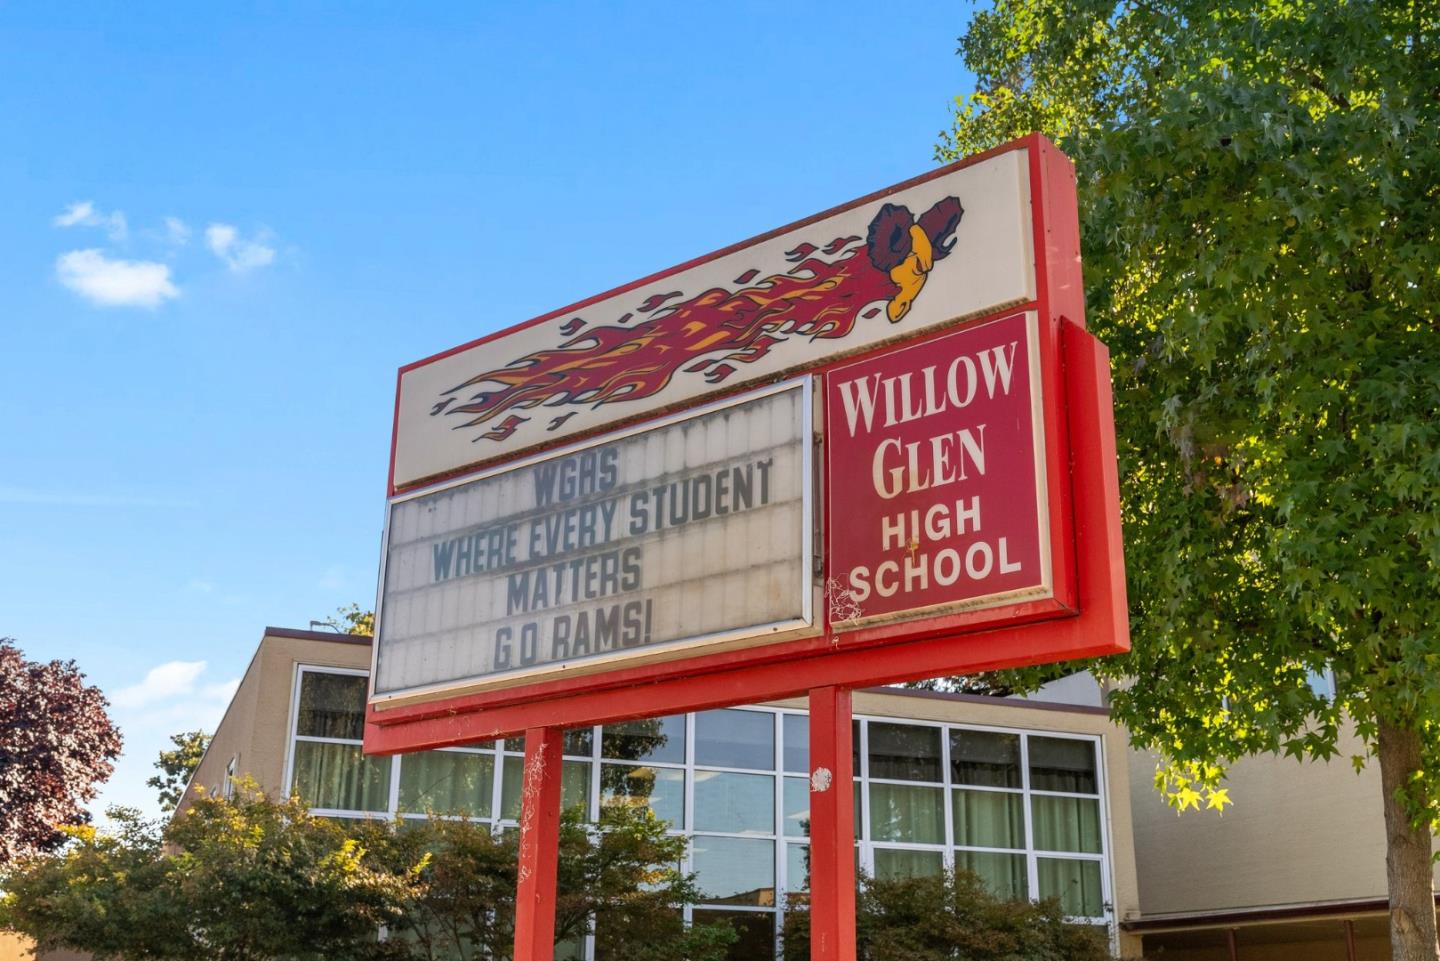 WGHS
WHERE EVERY STUDENT
MATTERS
GO RAMS!
WILLOW
GLEN
HIGH
SCHOOL